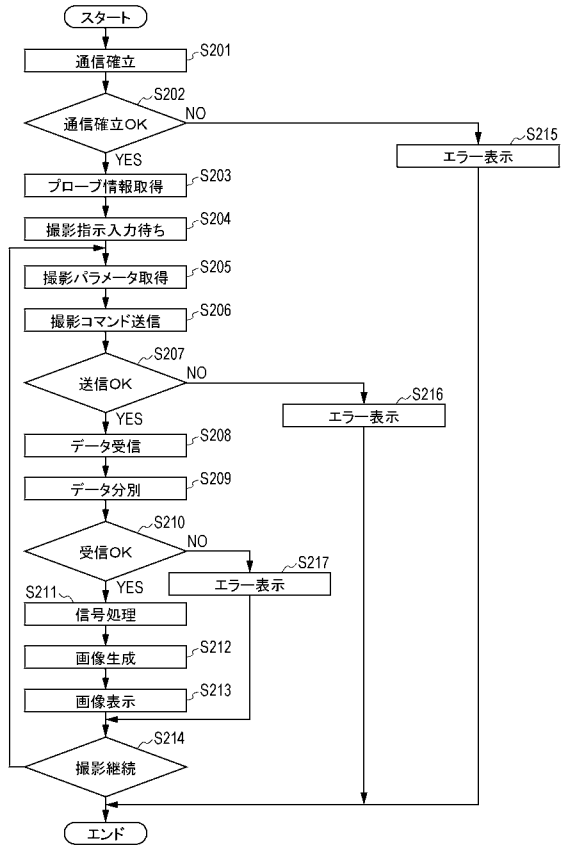 スタート
S201
通信確立
S202
通信確立OK
NO
YES
S215
エラー表示
S203
プローブ情報取得
S204
撮影指示入力待ち
S205
撮影パラメータ取得
S206
撮影コマンド送信
S207
送信OK
NO
YES
S216
エラー表示
S208
データ受信
S209
データ分別
S210
受信OK
NO
YES
S217
エラー表示
S211
信号処理
S212
画像生成
S213
画像表示
S214
撮影継続
エンド